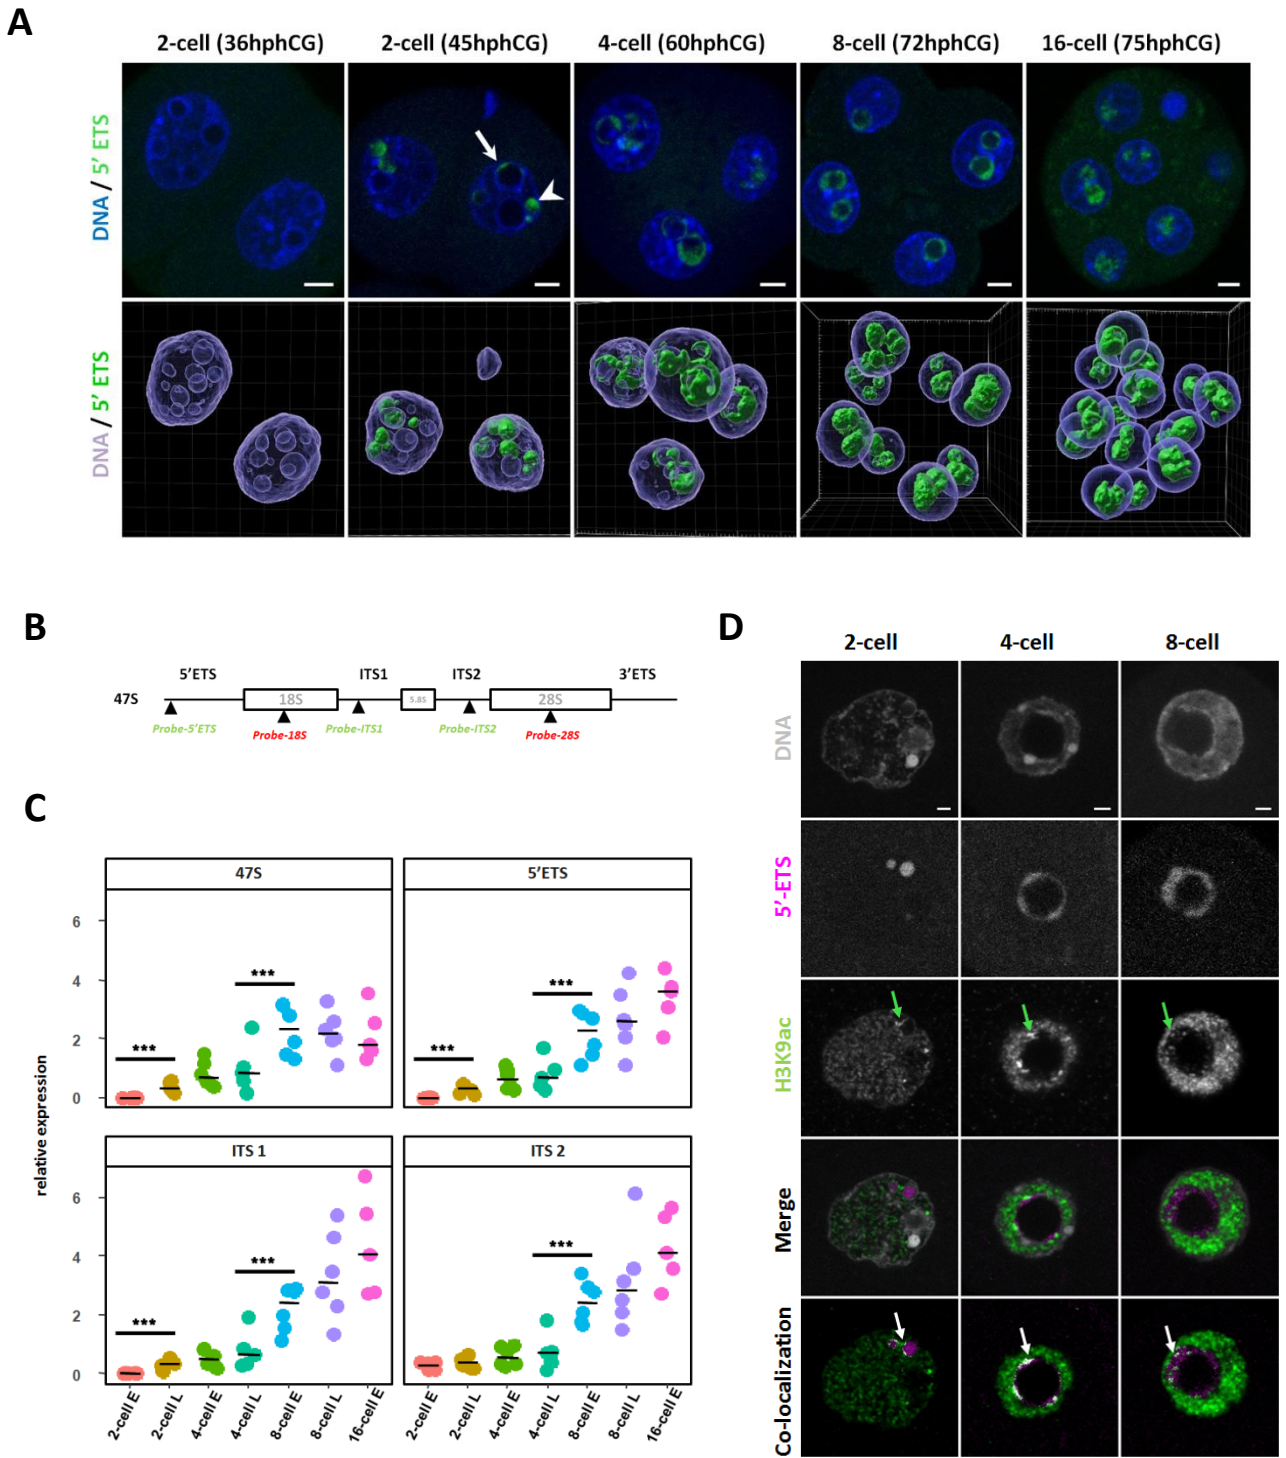 A
2-cell (36hphCG)
2-cell (45hphCG)
4-cell (60hphCG)
8-cell (72hphCG)
16-cell (75hphCG)
DNA / 5' ETS
DNA / 5' ETS
B
5'ETS
ITS1
ITS2
3'ETS
47S
18S
5.8S
28S
Probe-5'ETS
Probe-18S
Probe-ITS1
Probe-ITS2
Probe-28S
C
relative expression
47S
5'ETS
6
4
2
0
***
***
***
***
ITS 1
ITS 2
6
4
2
0
***
***
***
2-cell E
2-cell L
4-cell E
4-cell L
8-cell E
8-cell L
16-cell E
2-cell E
2-cell L
4-cell E
4-cell L
8-cell E
8-cell L
16-cell E
D
2-cell
4-cell
8-cell
DNA
5'-ETS
H3K9ac
Merge
Co-localization